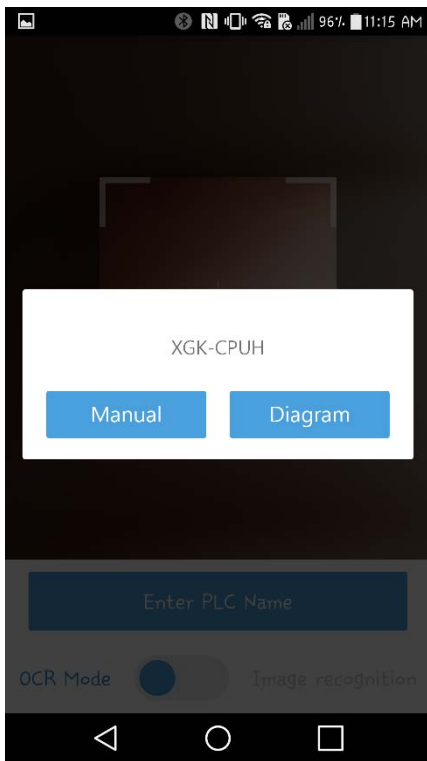 96% 11:15 AM
XGK-CPUH
Manual Diagram
Enter PLC Name
OCR Mode Image recognition